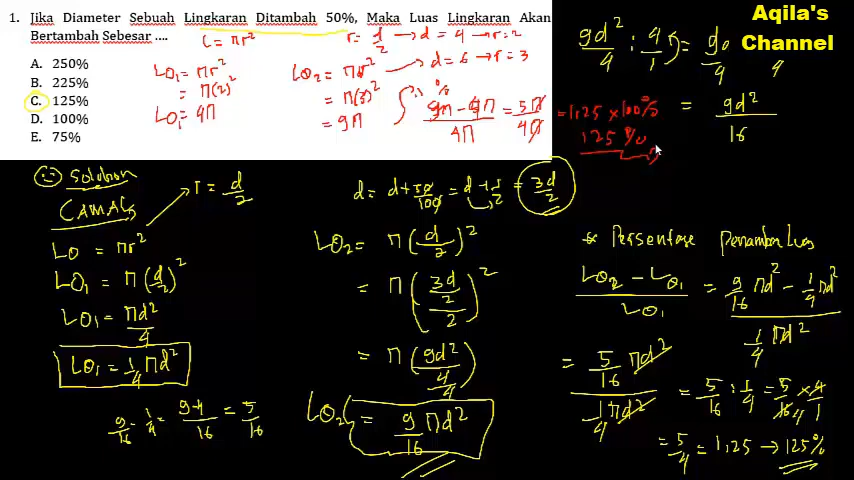 1. Jika Diameter Sebuah Lingkaran Ditambah 50%, Maka Luas Lingkaran Akan
Bertambah Sebesar ....
A. 250%
B. 225%
C. 125%
D. 100%
E. 75%
L = πr²
r = d/2 → d = 4 → r = 2
LO₁ = πr²
= π(2)²
LO₁ = 4π
LO₂ = πr² → d = 6 → r = 3
= π(3)²
= 9π
(9π - 4π)/4π = 5π/4π
= 1,25 × 100%
125%
9d²/4 : 4/1
= 9d²/16
Aqila's
Channel
Solution
CAMAS
r = d/2
LO = πr²
LO₁ = π(d/2)²
LO₁ = πd²/4
LO₁ = 1/4 πd²
9/16 - 1/4 = (9-4)/16 = 5/16
d = d + 50/100 = d + 1/2 = 3d/2
LO₂ = π(d/2)²
= π((3d/2)/2)²
= π((9d²/4)/4)
LO₂ = 9/16 πd²
* Persentase Penambahan Luas
(LO₂ - LO₁)/LO₁ = (9/16 πd² - 1/4 πd²)/(1/4 πd²)
= (5/16 πd²)/(1/4 πd²) = 5/16 : 1/4 = 5/16 × 4/1
= 5/4 = 1,25 → 125%